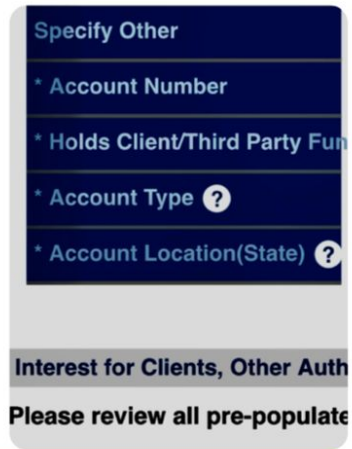 Specify Other
* Account Number
* Holds Client/Third Party Fun
* Account Type ?
* Account Location(State) ?
Interest for Clients, Other Auth
Please review all pre-populate